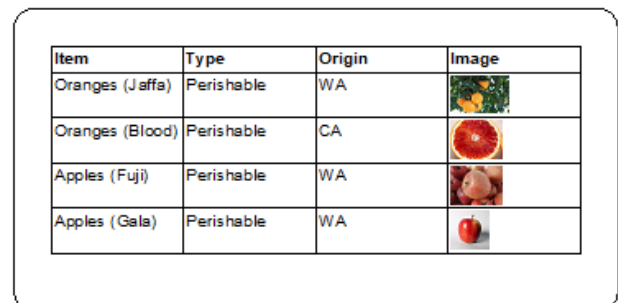 Item Type Origin Image
Oranges (Jaffa) Perishable WA
Oranges (Blood) Perishable CA
Apples (Fuji) Perishable WA
Apples (Gala) Perishable WA